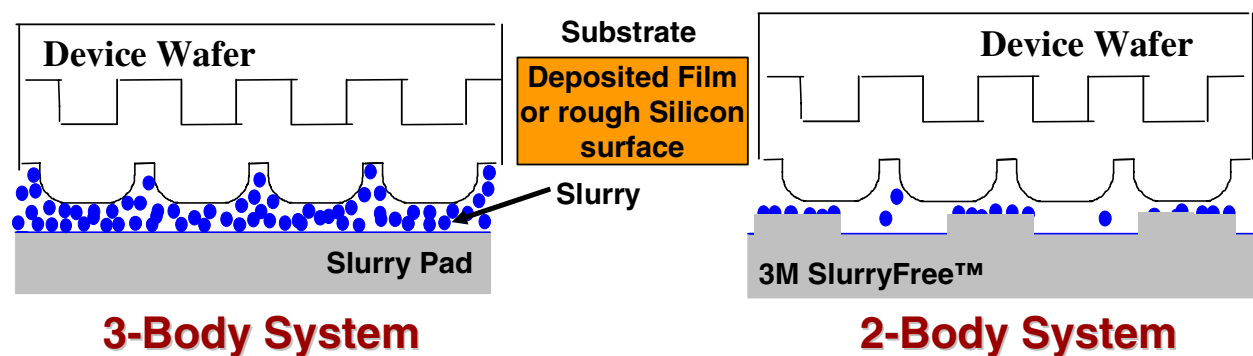 Device Wafer
Slurry Pad
3-Body System
Substrate
Deposited Film
or rough Silicon
surface
Slurry
Device Wafer
3M SlurryFree™
2-Body System